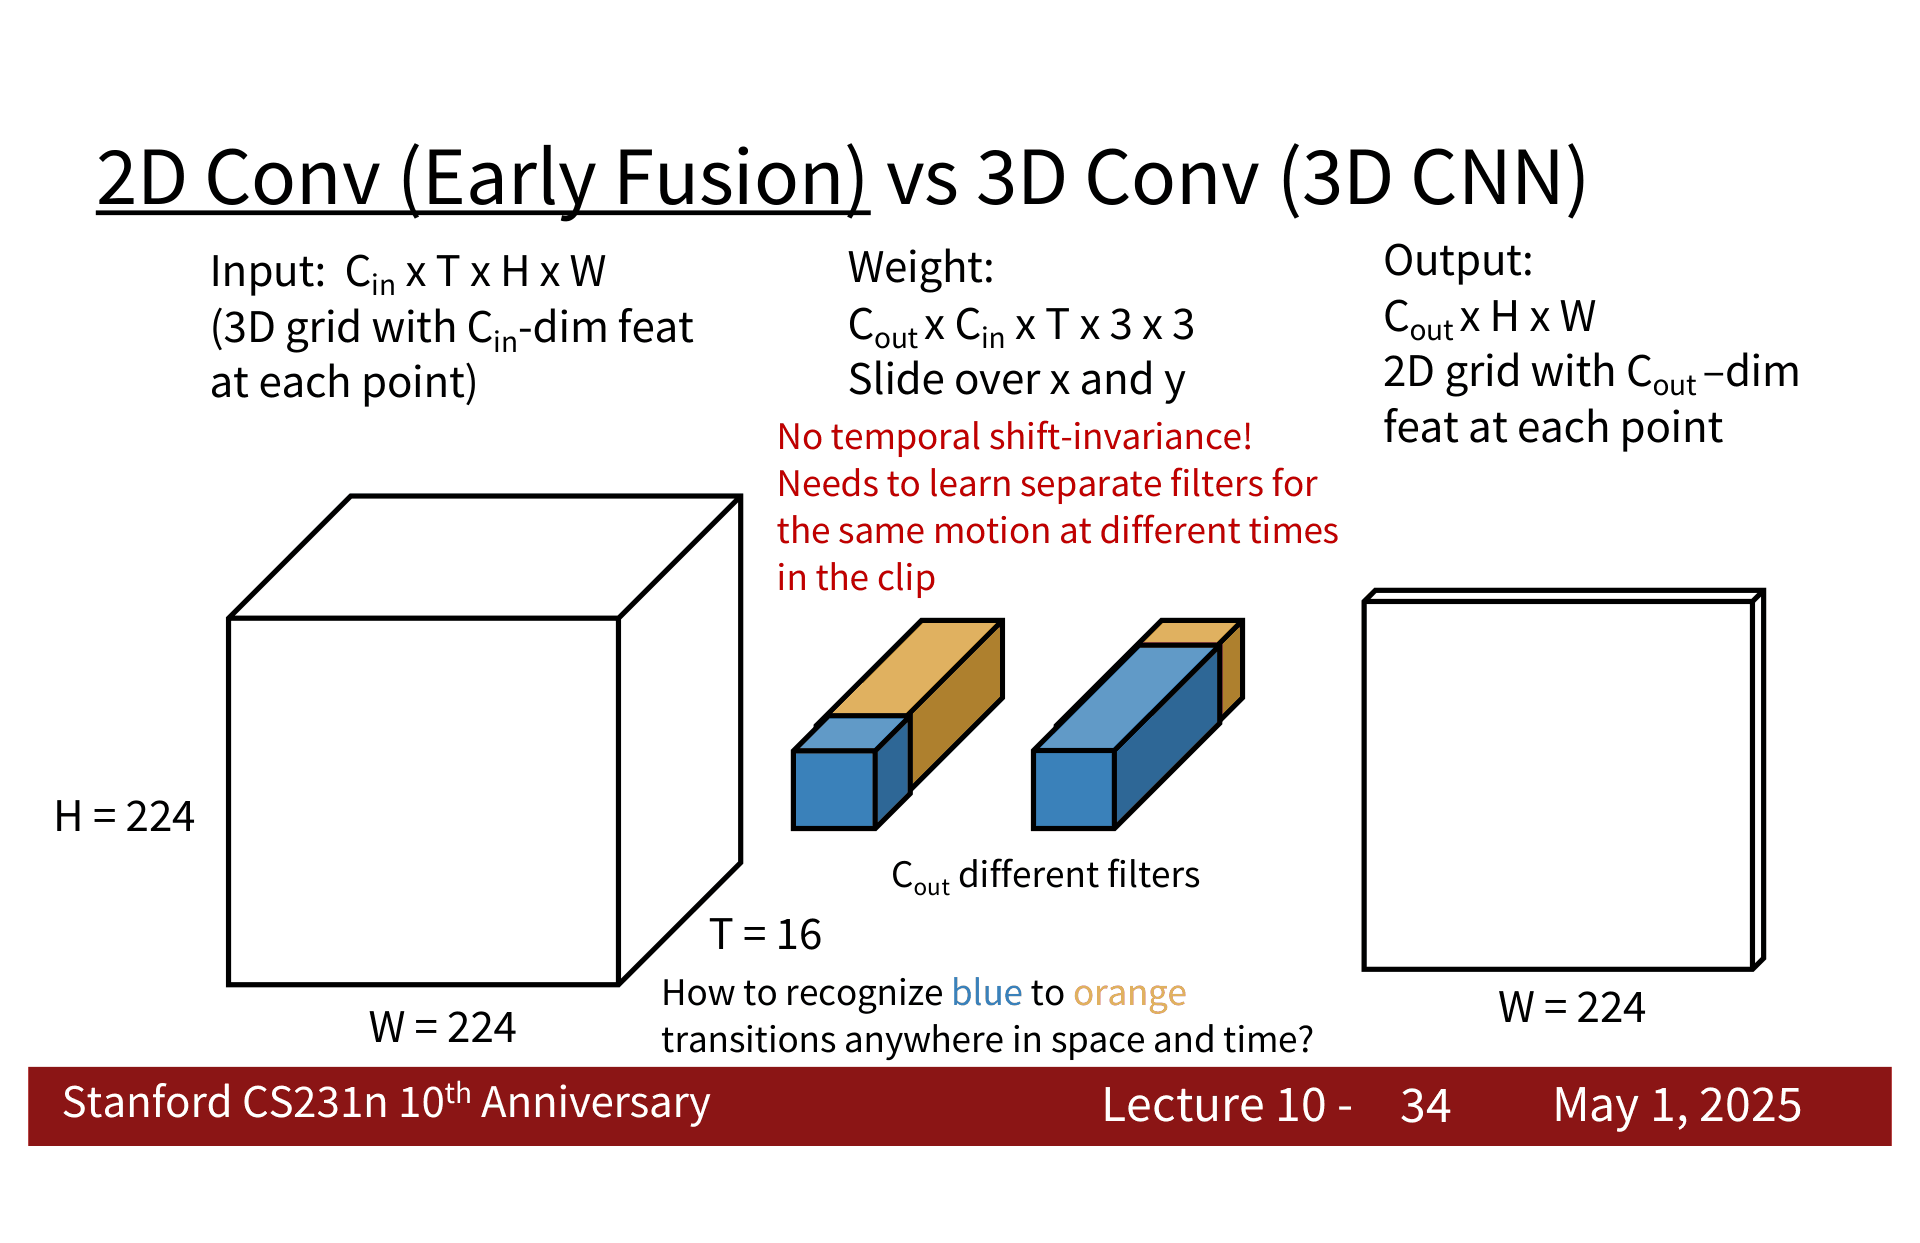 2D Conv (Early Fusion) vs 3D Conv (3D CNN)
Input: Cin x T x H x W
(3D grid with Cin-dim feat
at each point)
Weight:
Cout x Cin x T x 3 x 3
Slide over x and y
No temporal shift-invariance!
Needs to learn separate filters for
the same motion at different times
in the clip
Output:
Cout x H x W
2D grid with Cout –dim
feat at each point
H = 224
W = 224
T = 16
Cout different filters
How to recognize blue to orange
transitions anywhere in space and time?
W = 224
Stanford CS231n 10th Anniversary
Lecture 10 - 34
May 1, 2025